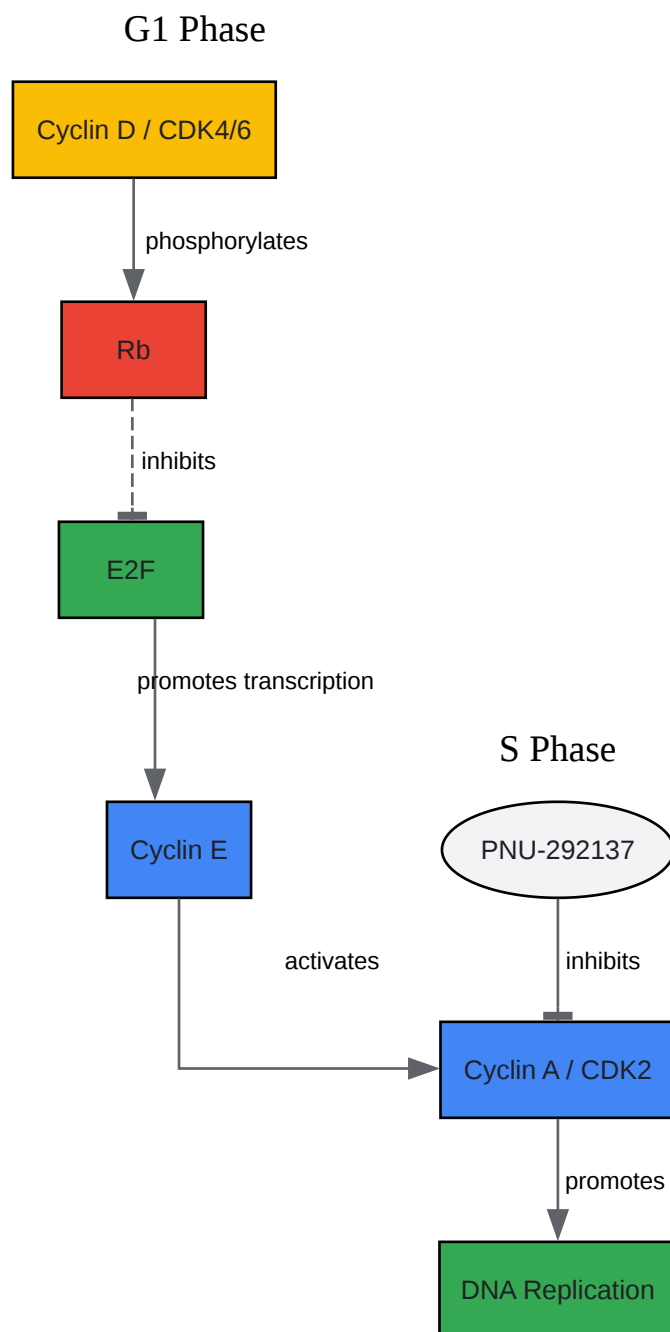 G1 Phase
Cyclin D / CDK4/6
phosphorylates
Rb
inhibits
E2F
promotes transcription
S Phase
Cyclin E
PNU-292137
activates
inhibits
Cyclin A / CDK2
promotes
DNA Replication